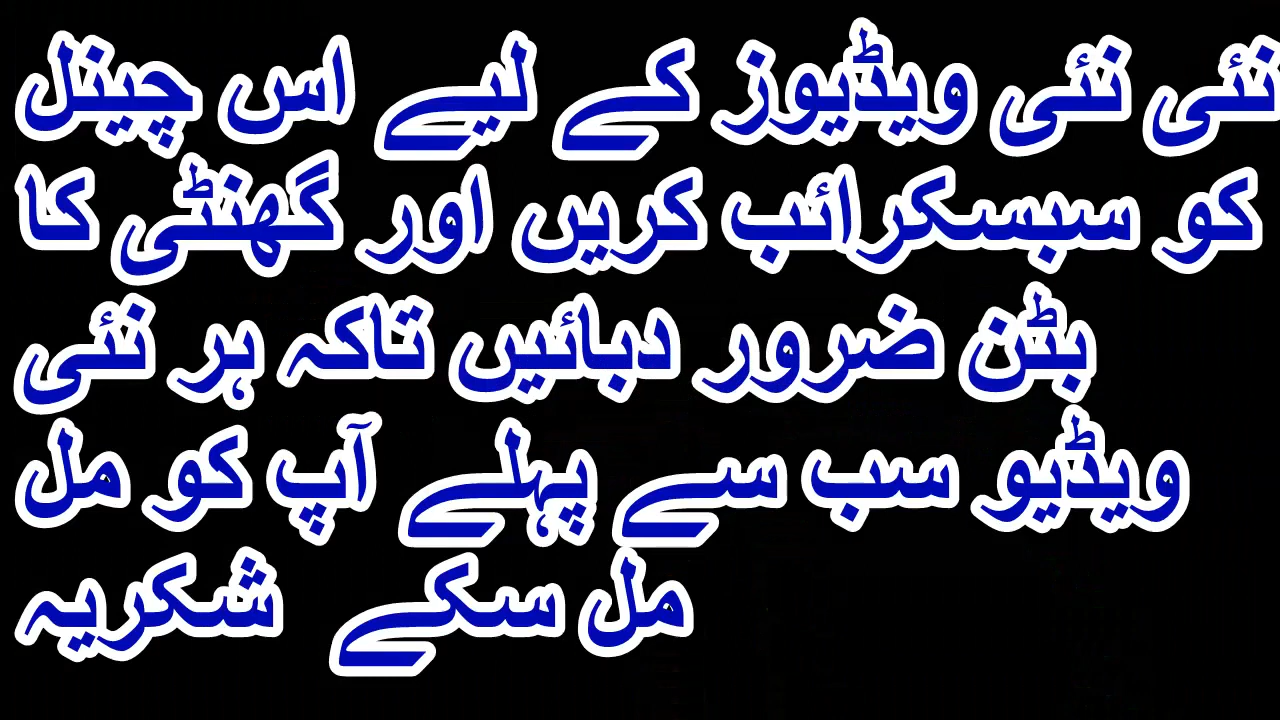 نئی نئی ویڈیوز کے لیے اس چینل
کو سبسکرائب کریں اور گھنٹی کا
بٹن ضرور دبائیں تاکہ ہر نئی
ویڈیو سب سے پہلے آپ کو مل
مل سکے شکریہ